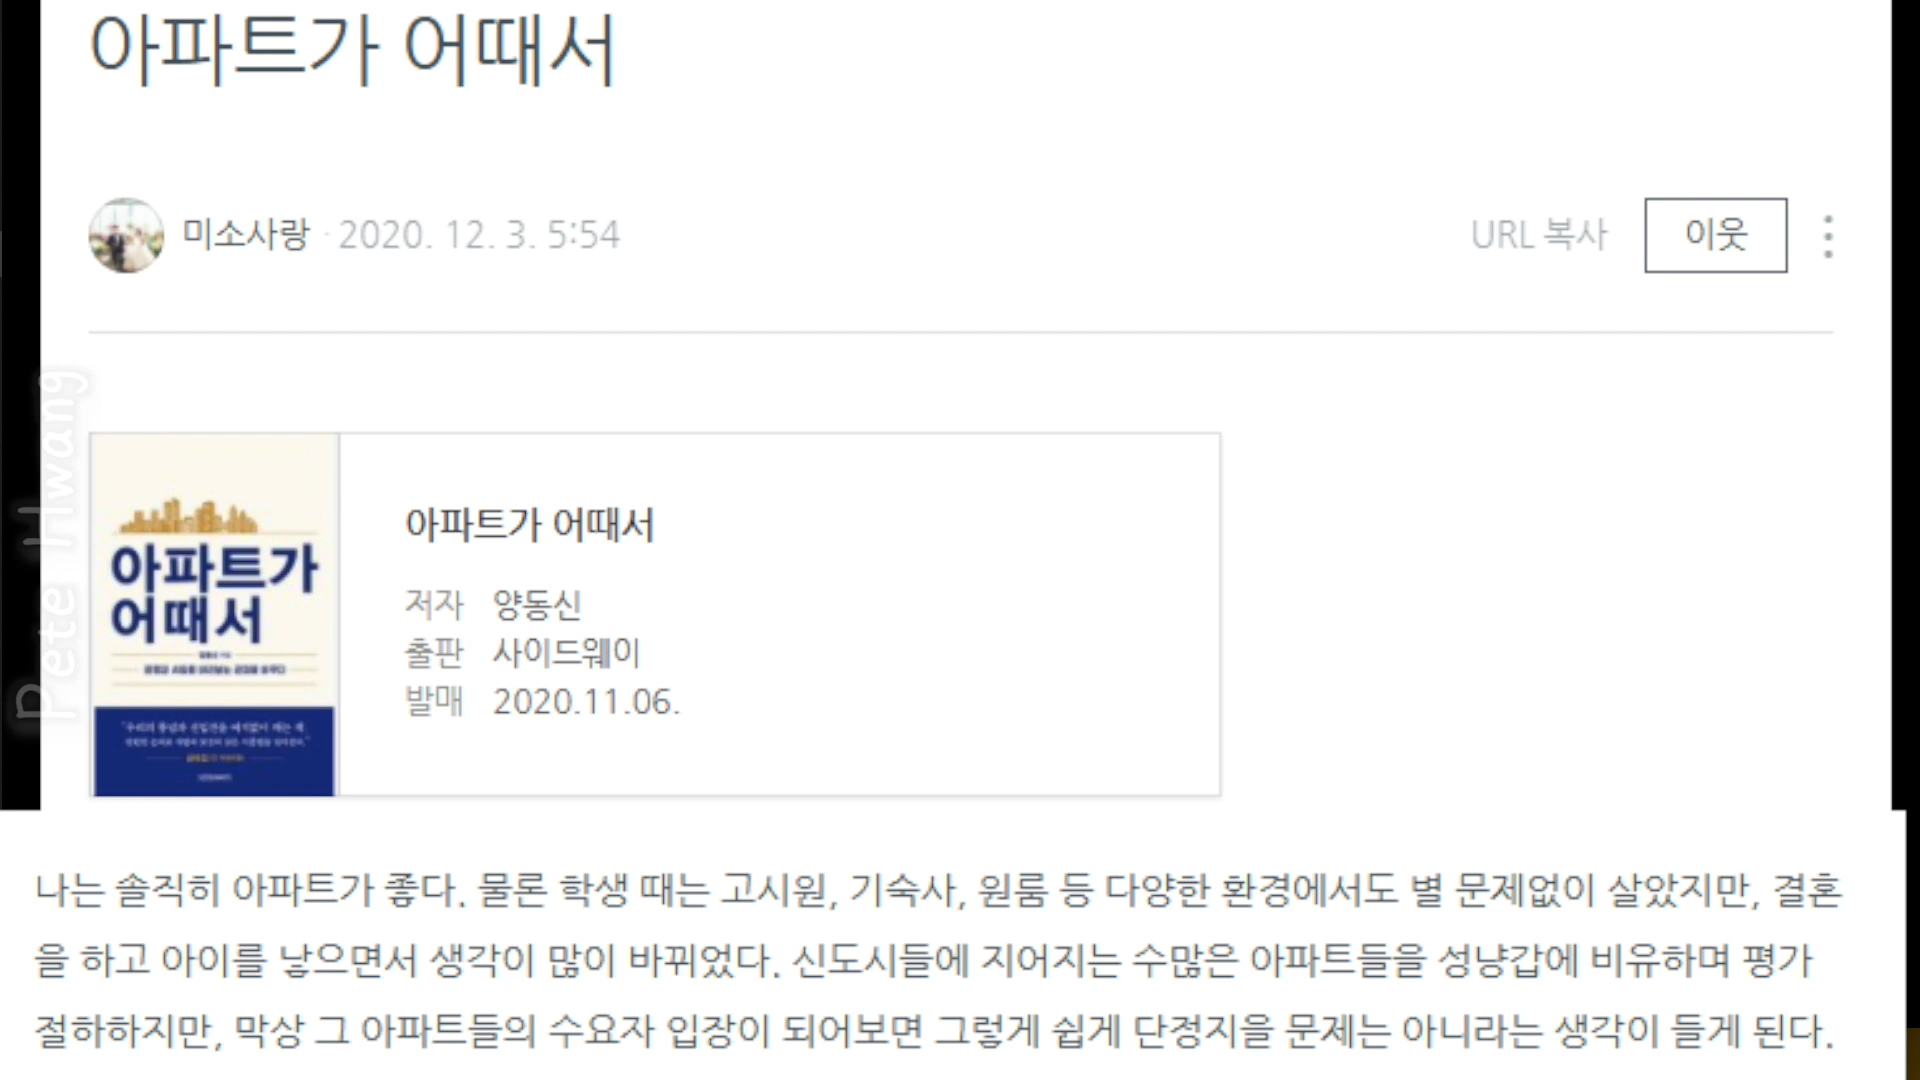 아파트가 어때서
미소사랑 · 2020. 12. 3. 5:54
URL 복사
이웃
Pete Hwang
아파트가
어때서
아파트가 어때서
저자 양동신
출판 사이드웨이
발매 2020.11.06.
나는 솔직히 아파트가 좋다. 물론 학생 때는 고시원, 기숙사, 원룸 등 다양한 환경에서도 별 문제없이 살았지만, 결혼
을 하고 아이를 낳으면서 생각이 많이 바뀌었다. 신도시들에 지어지는 수많은 아파트들을 성냥갑에 비유하며 평가
절하하지만, 막상 그 아파트들의 수요자 입장이 되어보면 그렇게 쉽게 단정지을 문제는 아니라는 생각이 들게 된다.